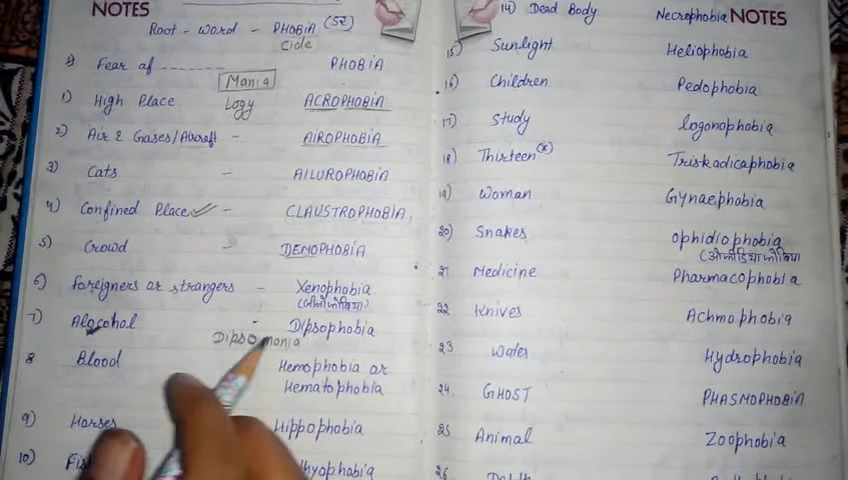 NOTES
Root - word - PHOBIA (डर)
Cide
Fear of PHOBIA
Mania
1) High Place Logy ACROPHOBIA
2) Air & Gases/Aircraft - AIROPHOBIA
3) Cats - AILUROPHOBIA
4) Confined Place - CLAUSTROPHOBIA
5) Crowd - DEMOPHOBIA
6) Foreigners or strangers - Xenophobia
(जीनोफोबिया)
7) Alocohol - Dipsophobia
Dipsomania
8 Blood Hemophobia or
Hematophobia
9) Horses Hippophobia
10)
14) Dead Body Necrophobia NOTES
15) Sunlight Heliophobia
16) Children Pedophobia
17) Study logonophobia
18) Thirteen (x) Triskadicaphobia
19) Woman Gynaephobia
20) Snakes Ophidiophobia
21 Medicine Pharmacophobia
22 Knives Achmophobia
23 Water Hydrophobia
24. GHOST PHASMOPHOBIA
25 Animal Zoophobia
26